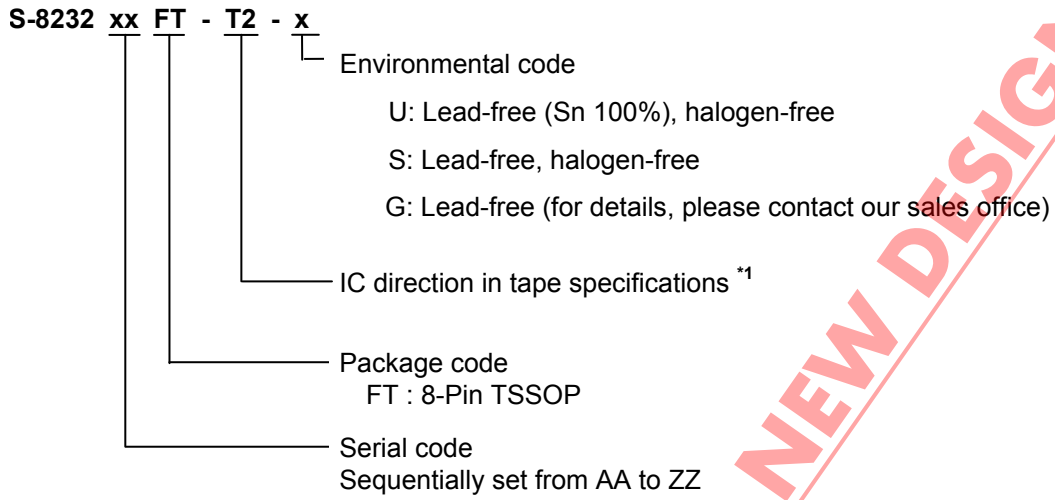 S-8232 xx FT - T2 - x
Environmental code
U: Lead-free (Sn 100%), halogen-free
S: Lead-free, halogen-free
G: Lead-free (for details, please contact our sales office)
IC direction in tape specifications *1
Package code
FT : 8-Pin TSSOP
Serial code
Sequentially set from AA to ZZ
NEW